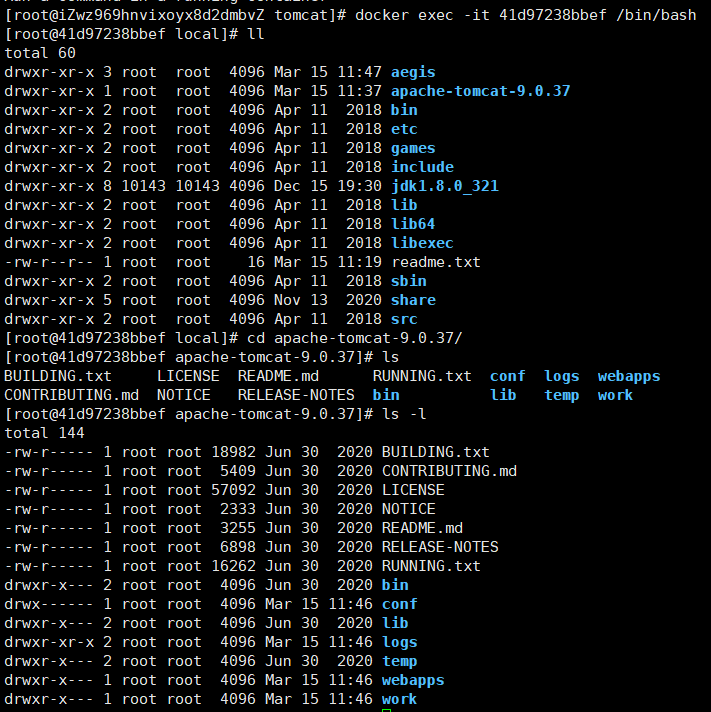 [root@iZwz969hnvixoyx8d2dmbvZ tomcat]# docker exec -it 41d97238bbef /bin/bash
[root@41d97238bbef local]# ll
total 60
drwxr-xr-x 3 root  root  4096 Mar 15 11:47 aegis
drwxr-xr-x 1 root  root  4096 Mar 15 11:37 apache-tomcat-9.0.37
drwxr-xr-x 2 root  root  4096 Apr 11  2018 bin
drwxr-xr-x 2 root  root  4096 Apr 11  2018 etc
drwxr-xr-x 2 root  root  4096 Apr 11  2018 games
drwxr-xr-x 2 root  root  4096 Apr 11  2018 include
drwxr-xr-x 8 10143 10143 4096 Dec 15 19:30 jdk1.8.0_321
drwxr-xr-x 2 root  root  4096 Apr 11  2018 lib
drwxr-xr-x 2 root  root  4096 Apr 11  2018 lib64
drwxr-xr-x 2 root  root  4096 Apr 11  2018 libexec
-rw-r--r-- 1 root  root    16 Mar 15 11:19 readme.txt
drwxr-xr-x 2 root  root  4096 Apr 11  2018 sbin
drwxr-xr-x 5 root  root  4096 Nov 13  2020 share
drwxr-xr-x 2 root  root  4096 Apr 11  2018 src
[root@41d97238bbef local]# cd apache-tomcat-9.0.37/
[root@41d97238bbef apache-tomcat-9.0.37]# ls
BUILDING.txt     LICENSE  README.md      RUNNING.txt  conf  logs  webapps
CONTRIBUTING.md  NOTICE   RELEASE-NOTES  bin          lib   temp  work
[root@41d97238bbef apache-tomcat-9.0.37]# ls -l
total 144
-rw-r----- 1 root root 18982 Jun 30  2020 BUILDING.txt
-rw-r----- 1 root root  5409 Jun 30  2020 CONTRIBUTING.md
-rw-r----- 1 root root 57092 Jun 30  2020 LICENSE
-rw-r----- 1 root root  2333 Jun 30  2020 NOTICE
-rw-r----- 1 root root  3255 Jun 30  2020 README.md
-rw-r----- 1 root root  6898 Jun 30  2020 RELEASE-NOTES
-rw-r----- 1 root root 16262 Jun 30  2020 RUNNING.txt
drwxr-x--- 2 root root  4096 Jun 30  2020 bin
drwx------ 1 root root  4096 Mar 15 11:46 conf
drwxr-x--- 2 root root  4096 Jun 30  2020 lib
drwxr-xr-x 2 root root  4096 Mar 15 11:46 logs
drwxr-x--- 2 root root  4096 Jun 30  2020 temp
drwxr-x--- 1 root root  4096 Mar 15 11:46 webapps
drwxr-x--- 1 root root  4096 Mar 15 11:46 work